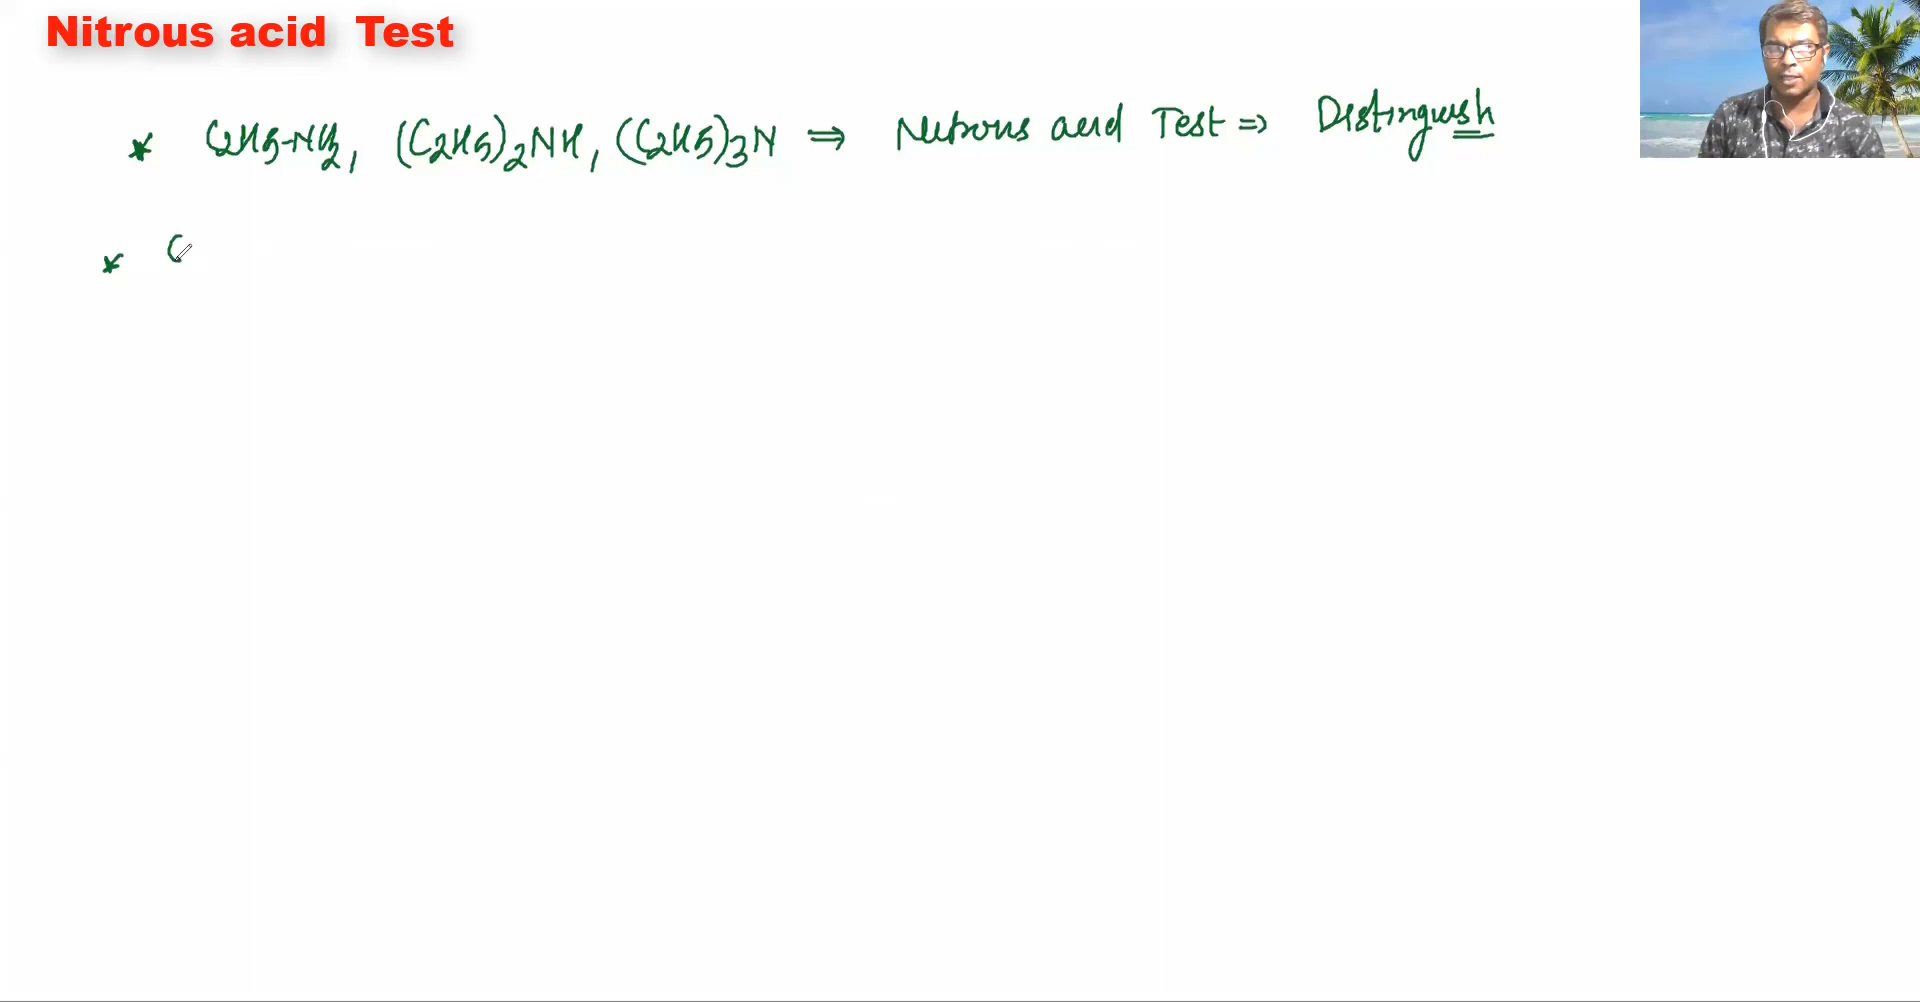 Nitrous acid Test
* C2H5-NH2, (C2H5)2NH, (C2H5)3N ⇒ Nitrous acid Test ⇒ Distinguish
* C